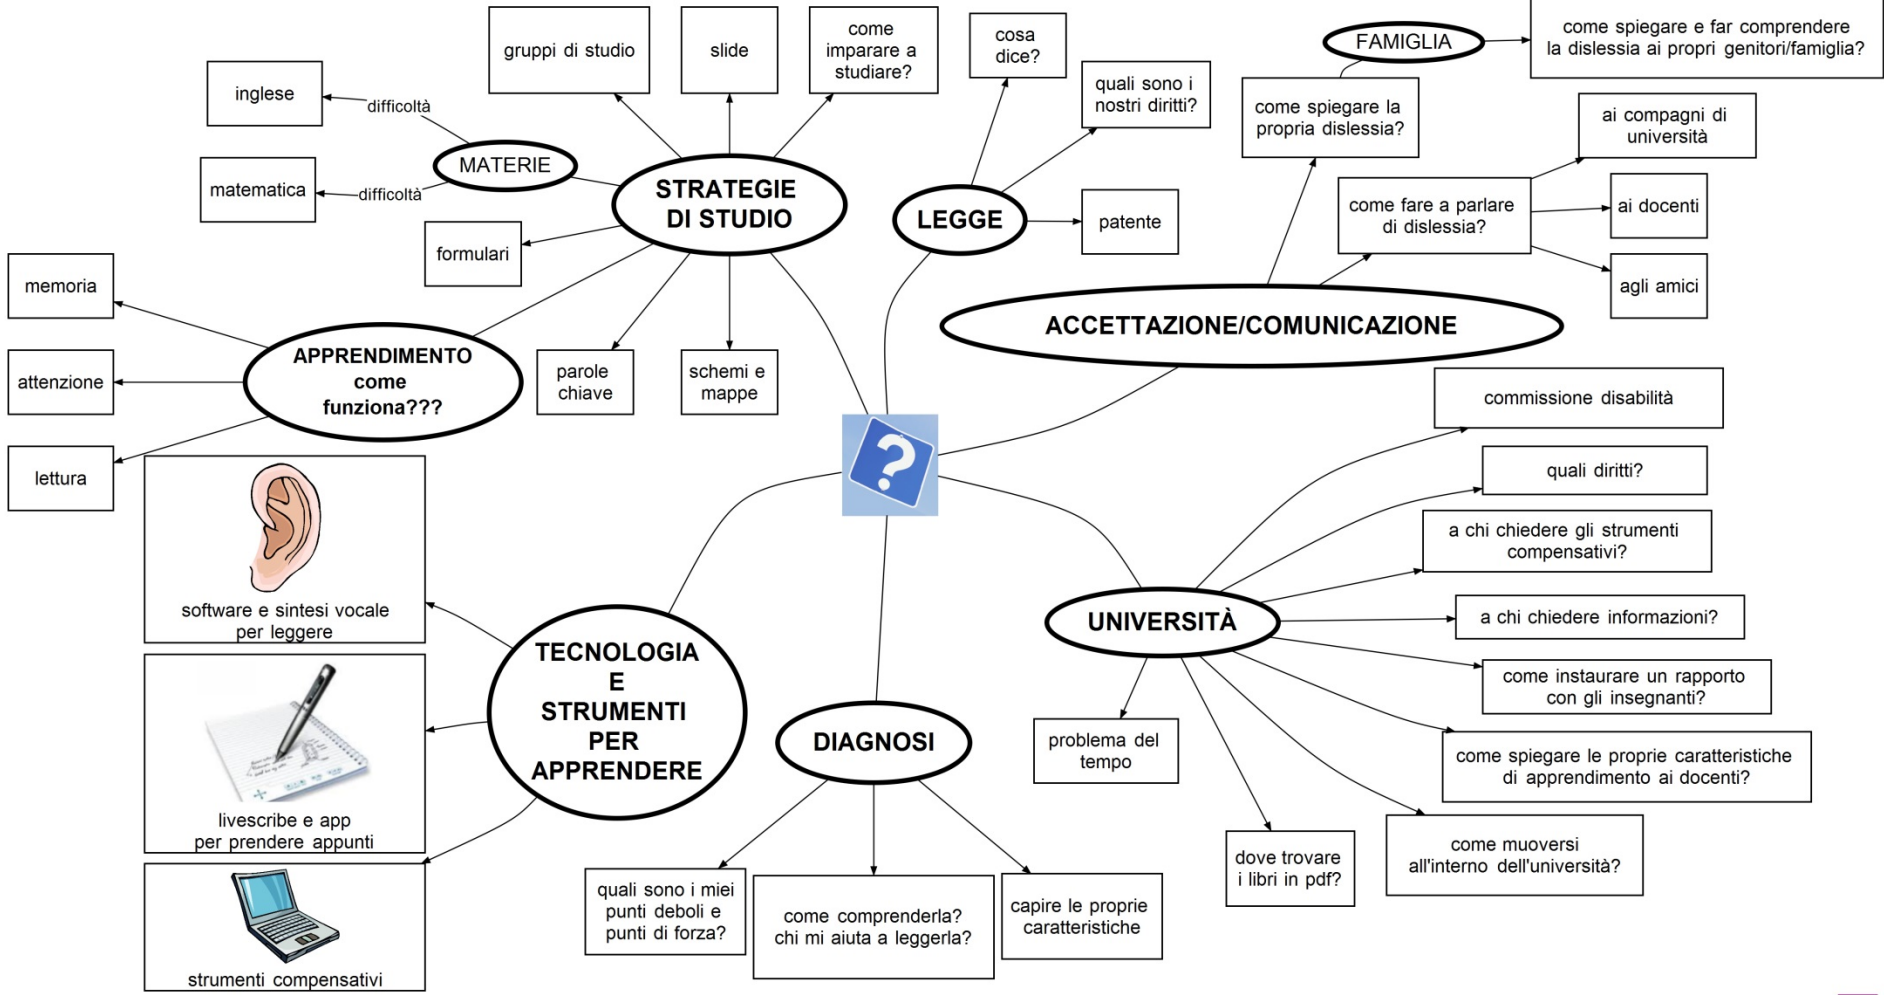 gruppi di studio
slide
come
imparare a
studiare?
inglese
difficoltà
MATERIE
matematica
difficoltà
STRATEGIE
DI STUDIO
formulari
parole
chiave
schemi e
mappe
memoria
attenzione
lettura
APPRENDIMENTO
come
funziona???
cosa
dice?
quali sono i
nostri diritti?
LEGGE
patente
FAMIGLIA
come spiegare e far comprendere
la dislessia ai propri genitori/famiglia?
come spiegare la
propria dislessia?
ai compagni di
università
come fare a parlare
di dislessia?
ai docenti
agli amici
ACCETTAZIONE/COMUNICAZIONE
?
commissione disabilità
quali diritti?
a chi chiedere gli strumenti
compensativi?
UNIVERSITÀ
a chi chiedere informazioni?
come instaurare un rapporto
con gli insegnanti?
come spiegare le proprie caratteristiche
di apprendimento ai docenti?
come muoversi
all'interno dell'università?
dove trovare
i libri in pdf?
problema del
tempo
DIAGNOSI
quali sono i miei
punti deboli e
punti di forza?
come comprenderla?
chi mi aiuta a leggerla?
capire le proprie
caratteristiche
TECNOLOGIA
E
STRUMENTI
PER
APPRENDERE
software e sintesi vocale
per leggere
livescribe e app
per prendere appunti
strumenti compensativi